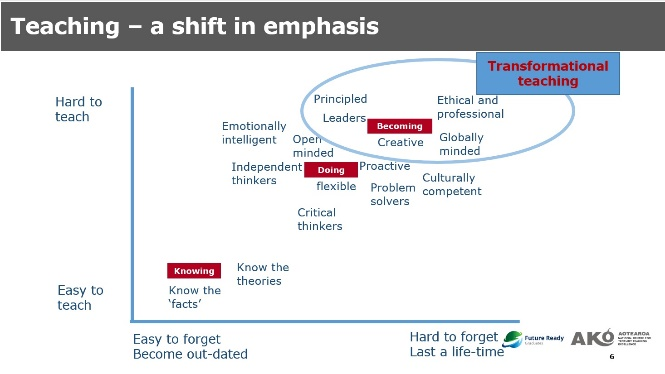 Teaching – a shift in emphasis
Transformational
teaching
Hard to
teach
Principled
Ethical and
professional
Leaders
Becoming
Emotionally
intelligent
Open
minded
Creative
Globally
minded
Independent
thinkers
Doing
Proactive
flexible
Problem
solvers
Culturally
competent
Critical
thinkers
Knowing
Know the
theories
Know the
‘facts’
Easy to
teach
Easy to forget
Become out-dated
Hard to forget
Last a life-time
Future Ready
AKO
AOTEAROA
6